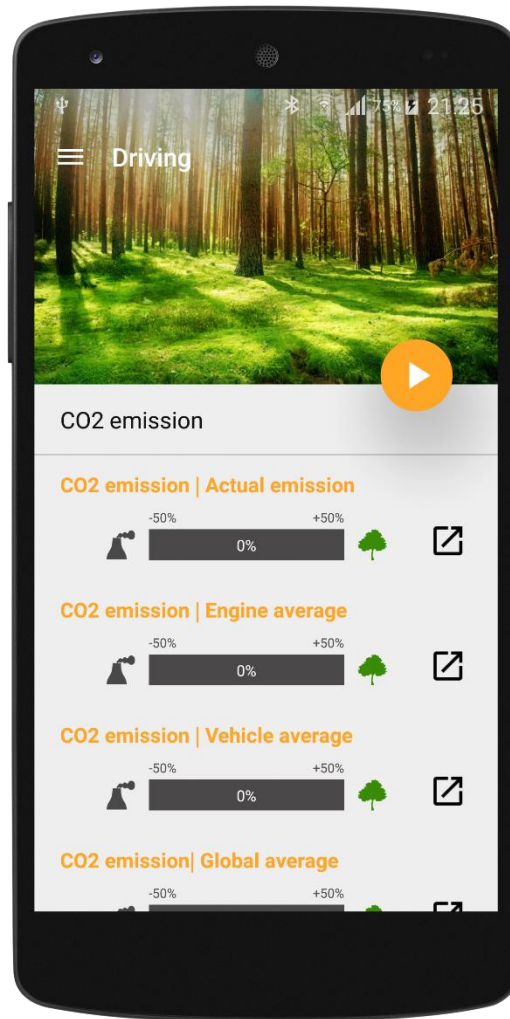 75% 21:25
Driving
CO2 emission
CO2 emission | Actual emission
-50% +50%
0%
CO2 emission | Engine average
-50% +50%
0%
CO2 emission | Vehicle average
-50% +50%
0%
CO2 emission| Global average
-50% +50%